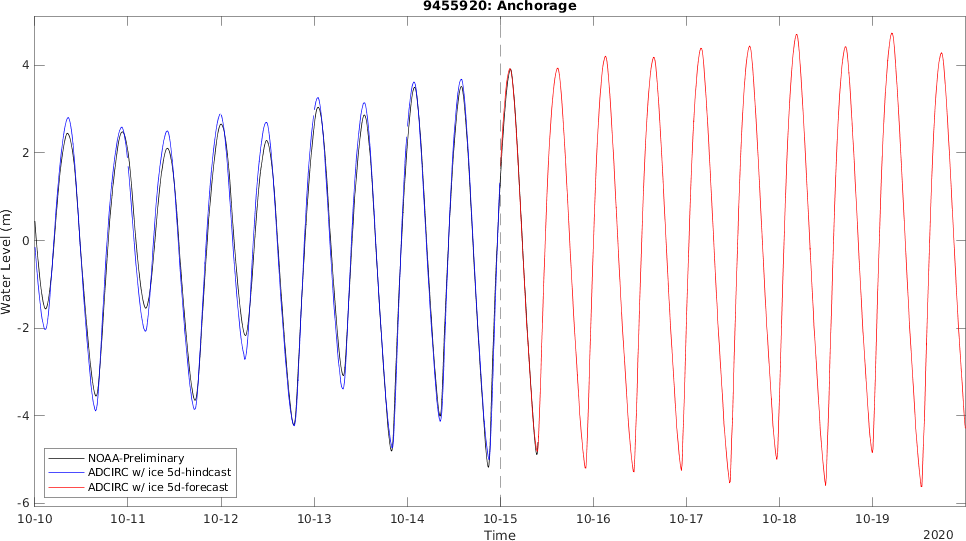 9455920: Anchorage
Water Level (m)
4
2
0
-2
-4
-6
NOAA-Preliminary
ADCIRC w/ ice 5d-hindcast
ADCIRC w/ ice 5d-forecast
10-10 10-11 10-12 10-13 10-14 10-15 10-16 10-17 10-18 10-19
Time
2020